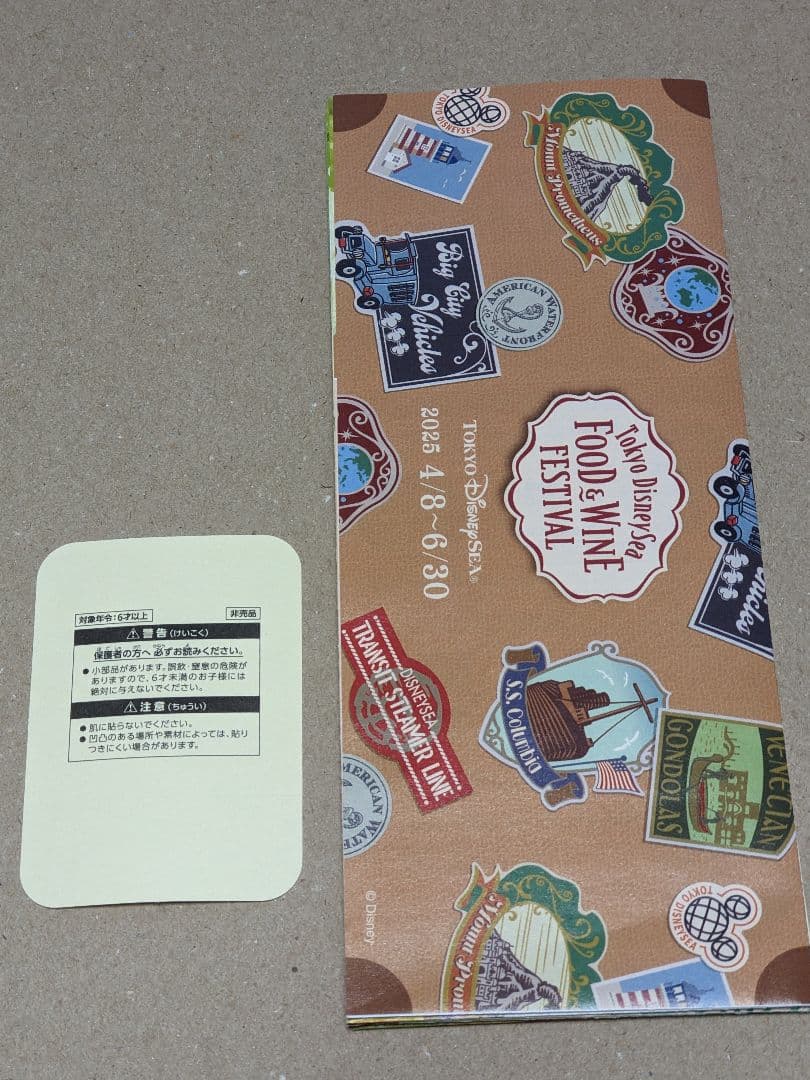 対象年令:6才以上
非売品
⚠警告(けいこく)
保護者の方へ 必ずお読みください。
●小部品があります。誤飲・窒息の危険が
ありますので、6才未満のお子様には
絶対に与えないでください。
⚠注意(ちゅうい)
●肌に貼らないでください。
●凹凸のある場所や素材によっては、貼り
つきにくい場合があります。
TOKYO DISNEYSEA
Mount Prometheus
Big City
Vehicles
AMERICAN WATERFRONT
Tokyo DisneySea
FOOD & WINE
FESTIVAL
TOKYO DISNEYSEA®
2025 4/8~6/30
hicles
DISNEYSEA
TRANSIT STEAMER LINE
S.S. Columbia
VENECIAN
GONDOLAS
ERICAN WATE
© Disney
Mount Prom
TOKYO DISNEYSEA